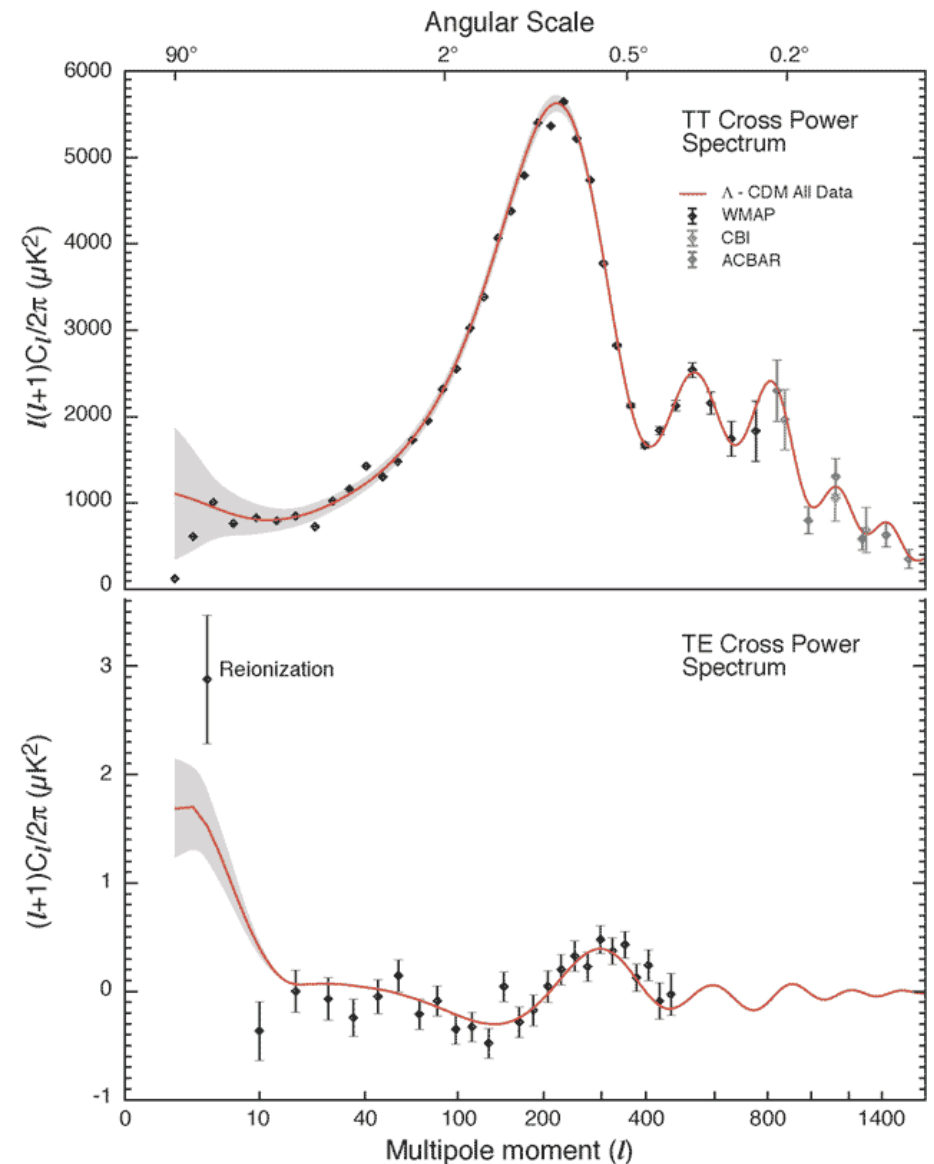 Angular Scale
90° 2° 0.5° 0.2°
6000
5000
4000
3000
2000
1000
0
l(l+1)Cl/2π (μK2)
TT Cross Power
Spectrum
Λ - CDM All Data
WMAP
CBI
ACBAR
3
2
1
0
-1
(l+1)Cl/2π (μK2)
Reionization
TE Cross Power
Spectrum
0 10 40 100 200 400 800 1400
Multipole moment (l)